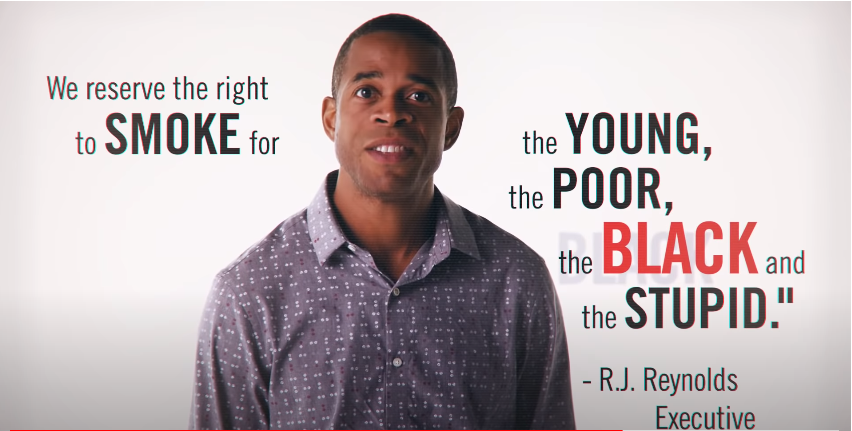 We reserve the right
to SMOKE for
the YOUNG,
the POOR,
the BLACK and
the STUPID."
- R.J. Reynolds
Executive